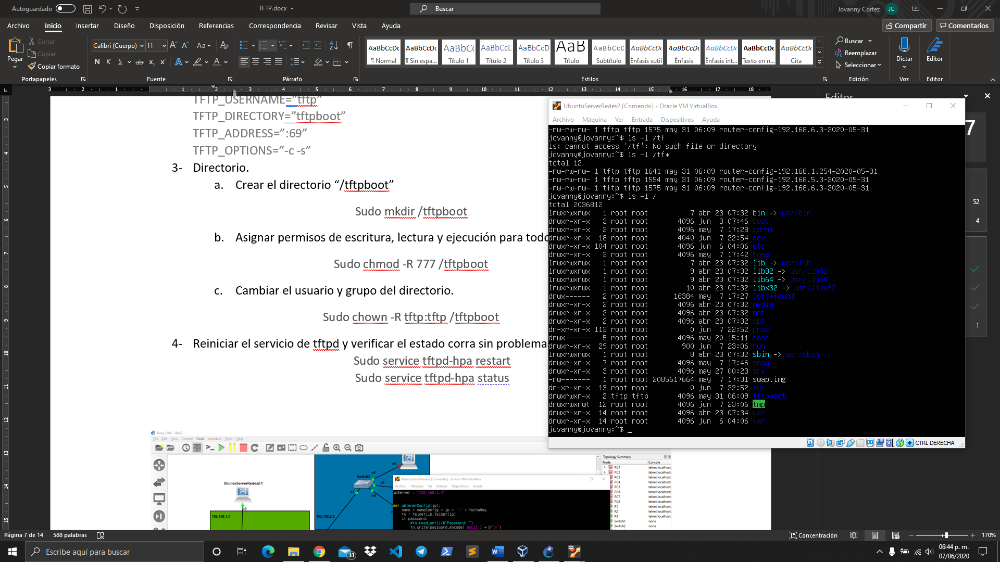 Autoguardado
TFTP.docx
Buscar
Jovanny Cortez
JC
Archivo Inicio Insertar Diseño Disposición Referencias Correspondencia Revisar Vista Ayuda
Compartir Comentarios
Pegar
Cortar
Copiar
Copiar formato
Portapapeles
Calibri (Cuerpo) 11
Fuente
Párrafo
AaBbCcDc ¶ Normal
AaBbCcDc ¶ Sin espa...
AaBbC( Título 1
AaBbCcD Título 2
AaBbCcD Título 3
AaB Título
AaBbCcD Subtítulo
AaBbCcDc Énfasis sutil
AaBbCcDc Énfasis
AaBbCcDc Énfasis int...
AaBbCcDc Texto en n...
AaBbCcDc Cita
Estilos
Buscar
Reemplazar
Seleccionar
Edición
Dictar
Voz
Editor
Editor
TFTP_USERNAME="tftp"
TFTP_DIRECTORY=”tftpboot”
TFTP_ADDRESS=”:69”
TFTP_OPTIONS=”-c -s”
3- Directorio.
a. Crear el directorio “/tftpboot”
Sudo mkdir /tftpboot
b. Asignar permisos de escritura, lectura y ejecución para todo
Sudo chmod -R 777 /tftpboot
c. Cambiar el usuario y grupo del directorio.
Sudo chown -R tftp:tftp /tftpboot
4- Reiniciar el servicio de tftpd y verificar el estado corra sin problema
Sudo service tftpd-hpa restart
Sudo service tftpd-hpa status
Editor
7
52
4
1
UbuntuServerRedes2 [Corriendo] - Oracle VM VirtualBox
Archivo Máquina Ver Entrada Dispositivos Ayuda
-rw-rw-rw- 1 tftp tftp 1575 may 31 06:09 router-config-192.168.6.3-2020-05-31
jovanny@jovanny:~$ ls -l /tf
ls: cannot access '/tf': No such file or directory
jovanny@jovanny:~$ ls -l /tf*
total 12
-rw-rw-rw- 1 tftp tftp 1641 may 31 06:09 router-config-192.168.1.254-2020-05-31
-rw-rw-rw- 1 tftp tftp 1554 may 31 06:09 router-config-192.168.5.3-2020-05-31
-rw-rw-rw- 1 tftp tftp 1575 may 31 06:09 router-config-192.168.6.3-2020-05-31
jovanny@jovanny:~$ ls -l /
total 2036812
lrwxrwxrwx 1 root root 7 abr 23 07:32 bin -> usr/bin
drwxr-xr-x 3 root root 4096 jun 3 07:46 boot
drwxr-xr-x 2 root root 4096 may 7 17:28 cdrom
drwxr-xr-x 18 root root 4040 jun 7 22:54 dev
drwxr-xr-x 104 root root 4096 jun 6 04:06 etc
drwxr-xr-x 3 root root 4096 may 7 17:42 home
lrwxrwxrwx 1 root root 7 abr 23 07:32 lib -> usr/lib
lrwxrwxrwx 1 root root 9 abr 23 07:32 lib32 -> usr/lib32
lrwxrwxrwx 1 root root 9 abr 23 07:32 lib64 -> usr/lib64
lrwxrwxrwx 1 root root 10 abr 23 07:32 libx32 -> usr/libx32
drwx------ 2 root root 16384 may 7 17:27 lost+found
drwxr-xr-x 2 root root 4096 abr 23 07:32 media
drwxr-xr-x 2 root root 4096 abr 23 07:32 mnt
drwxr-xr-x 2 root root 4096 abr 23 07:32 opt
dr-xr-xr-x 113 root root 0 jun 7 22:52 proc
drwx------ 5 root root 4096 may 20 15:11 root
drwxr-xr-x 29 root root 900 jun 7 23:06 run
lrwxrwxrwx 1 root root 8 abr 23 07:32 sbin -> usr/sbin
drwxr-xr-x 7 root root 4096 may 7 17:46 snap
drwxr-xr-x 3 root root 4096 may 27 00:23 srv
-rw------- 1 root root 2085617664 may 7 17:31 swap.img
dr-xr-xr-x 13 root root 0 jun 7 22:52 sys
drwxrwxr-x 2 tftp tftp 4096 may 31 06:09 tftpboot
drwxrwxrwt 12 root root 4096 jun 7 23:06 tmp
drwxr-xr-x 14 root root 4096 abr 23 07:34 usr
drwxr-xr-x 14 root root 4096 jun 6 04:06 var
jovanny@jovanny:~$ _
CTRL DERECHA
Tarea_DNS - GNS3
File Edit View Control Node Annotate Tools Help
UbuntuServerRedes2-1
e0
192.168.1.0
Switch2
e2
e0
e1
e7
e0
192.168.2.0
UbuntuServerRedes2 [Corriendo] - Oracle VM VirtualBox
Archivo Máquina Ver Entrada Dispositivos Ayuda
ipServer = "192.168.1.4"
def obtenerConfig(ip):
name = nameConfig + ip + "-" + fechaHoy
tn = telnetlib.Telnet(ip)
if password:
#tn.read_until(b"Password: ")
tn.write(password.encode('ascii') + b"\n")
Topology Summary
Node Console
PC1 telnet localhost:
PC2 telnet localhost:
PC3 telnet localhost:
PC4 telnet localhost:
PC5 telnet localhost:
PC6 telnet localhost:
PC7 telnet localhost:
PC8 telnet localhost:
R1 telnet localhost:
R2 telnet localhost:
R3 telnet localhost:
Switch1 none
Switch2 none
Página 7 de 14 588 palabras
Concentración
170%
Escribe aquí para buscar
31
06:44 p. m.
07/06/2020